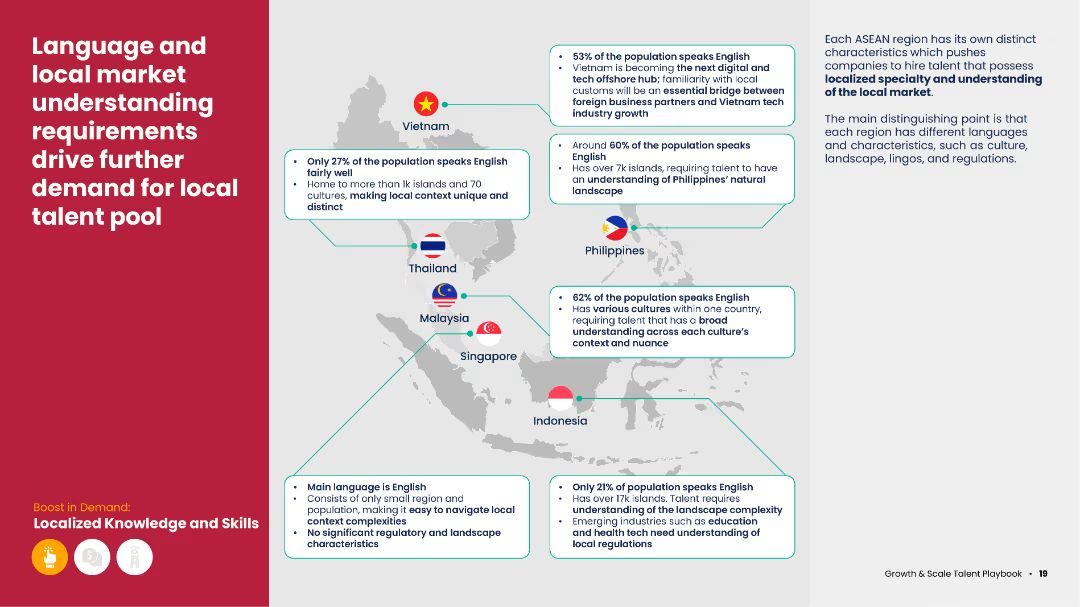 Language and
local market
understanding
requirements
drive further
demand for local
talent pool
Boost in Demand:
Localized Knowledge and Skills
• 53% of the population speaks English
• Vietnam is becoming the next digital and
tech offshore hub; familiarity with local
customs will be an essential bridge between
foreign business partners and Vietnam tech
industry growth
Vietnam
• Only 27% of the population speaks English
fairly well
• Home to more than 1k islands and 70
cultures, making local context unique and
distinct
• Around 60% of the population speaks
English
• Has over 7k islands, requiring talent to have
an understanding of Philippines’ natural
landscape
Philippines
Thailand
Malaysia
• 62% of the population speaks English
• Has various cultures within one country,
requiring talent that has a broad
understanding across each culture’s
context and nuance
Singapore
Indonesia
• Main language is English
• Consists of only small region and
population, making it easy to navigate local
context complexities
• No significant regulatory and landscape
characteristics
• Only 21% of population speaks English
• Has over 17k islands. Talent requires
understanding of the landscape complexity
• Emerging industries such as education
and health tech need understanding of
local regulations
Each ASEAN region has its own distinct
characteristics which pushes
companies to hire talent that possess
localized specialty and understanding
of the local market.
The main distinguishing point is that
each region has different languages
and characteristics, such as culture,
landscape, lingos, and regulations.
Growth & Scale Talent Playbook • 19